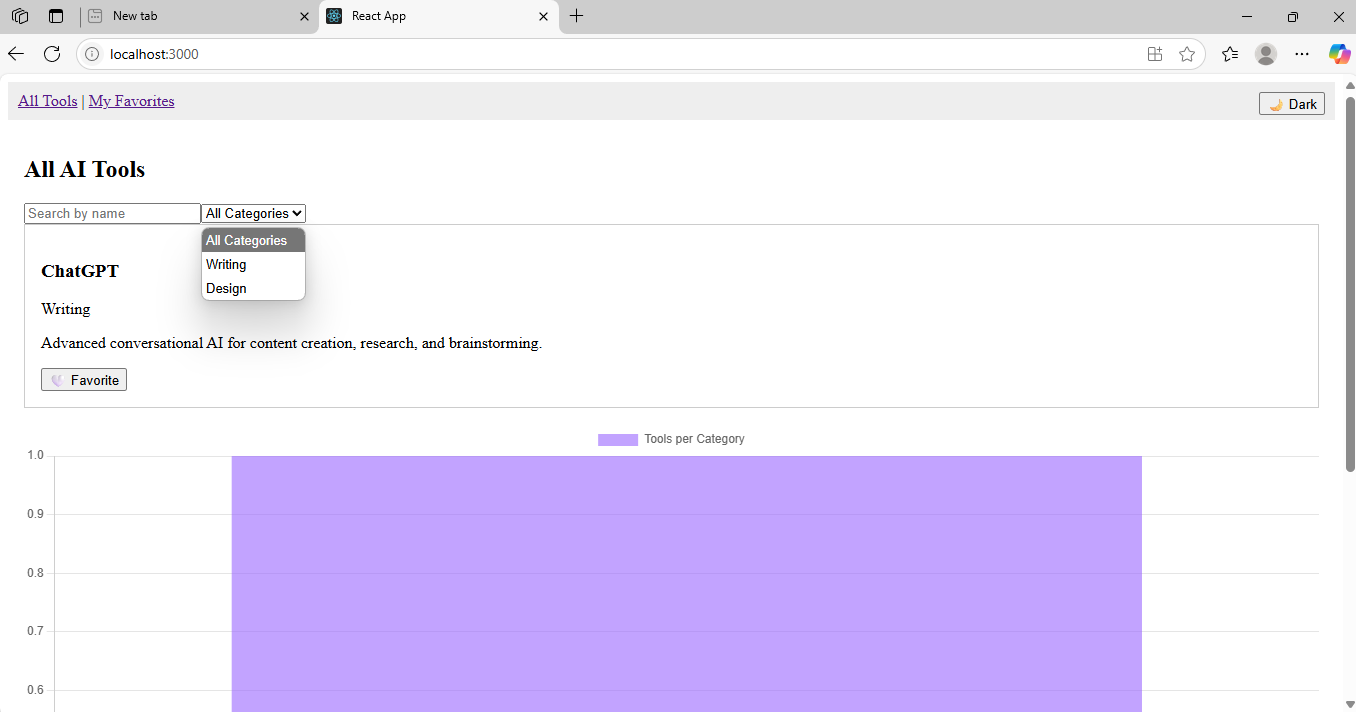 New tab
React App
localhost:3000
All Tools | My Favorites
🌙 Dark
All AI Tools
Search by name
All Categories
All Categories
Writing
Design
ChatGPT
Writing
Advanced conversational AI for content creation, research, and brainstorming.
🤍 Favorite
Tools per Category
1.0
0.9
0.8
0.7
0.6